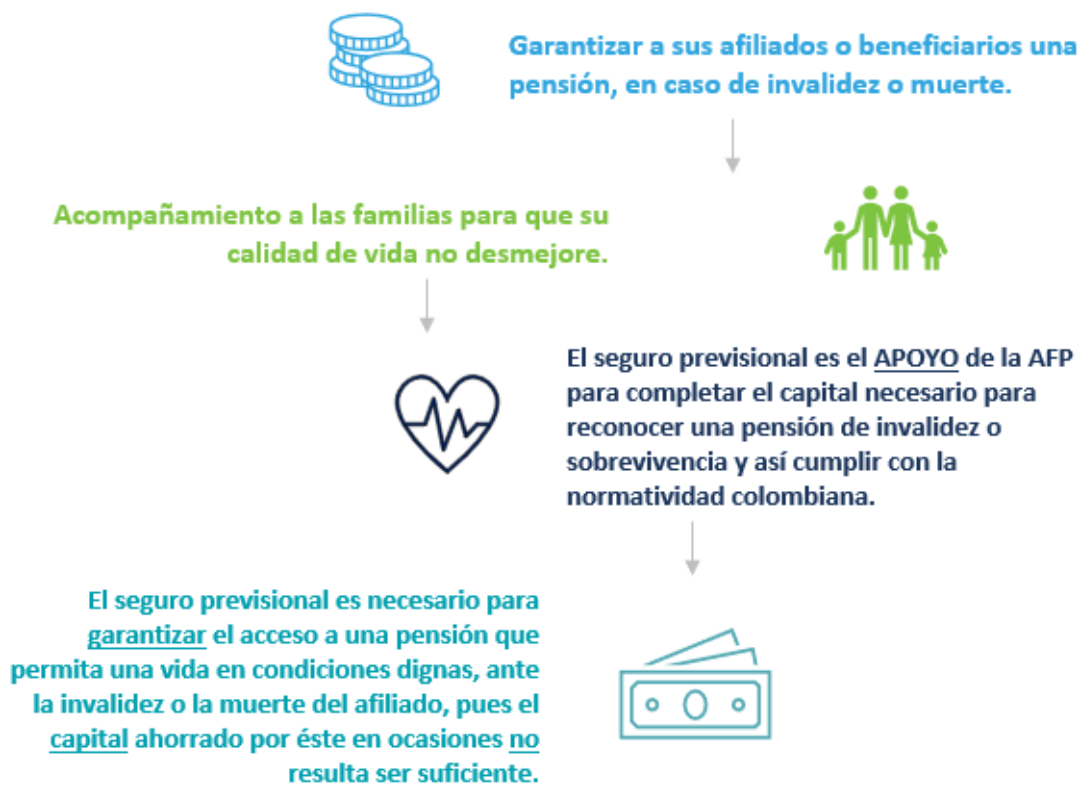 Garantizar a sus afiliados o beneficiarios una
pensión, en caso de invalidez o muerte.
Acompañamiento a las familias para que su
calidad de vida no desmejore.
El seguro previsional es el APOYO de la AFP
para completar el capital necesario para
reconocer una pensión de invalidez o
sobrevivencia y así cumplir con la
normatividad colombiana.
El seguro previsional es necesario para
garantizar el acceso a una pensión que
permita una vida en condiciones dignas, ante
la invalidez o la muerte del afiliado, pues el
capital ahorrado por éste en ocasiones no
resulta ser suficiente.